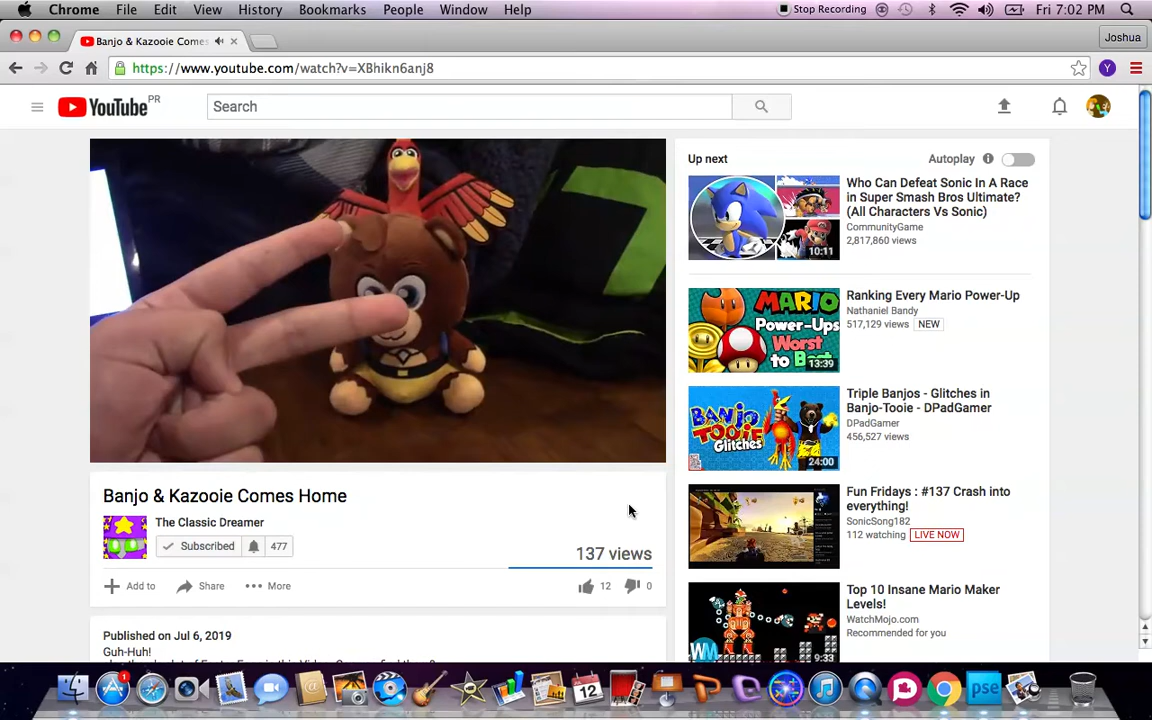 Chrome File Edit View History Bookmarks People Window Help Stop Recording Fri 7:02 PM
Banjo & Kazooie Comes Joshua
https://www.youtube.com/watch?v=XBhikn6anj8 Y
YouTube PR Search
Up next Autoplay
Who Can Defeat Sonic In A Race
in Super Smash Bros Ultimate?
(All Characters Vs Sonic)
CommunityGame
2,817,860 views
10:11
Ranking Every Mario Power-Up
Nathaniel Bandy
517,129 views NEW
MARIO
Power-Ups
Worst
to Best
13:39
Triple Banjos - Glitches in
Banjo-Tooie - DPadGamer
DPadGamer
456,527 views
BANJO
TOOIE
Glitches
24:00
Fun Fridays : #137 Crash into
everything!
SonicSong182
112 watching LIVE NOW
Top 10 Insane Mario Maker
Levels!
WatchMojo.com
Recommended for you
9:33
Banjo & Kazooie Comes Home
The Classic Dreamer
Subscribed 477
137 views
Add to Share More 12 0
Published on Jul 6, 2019
Guh-Huh!
1 12 pse